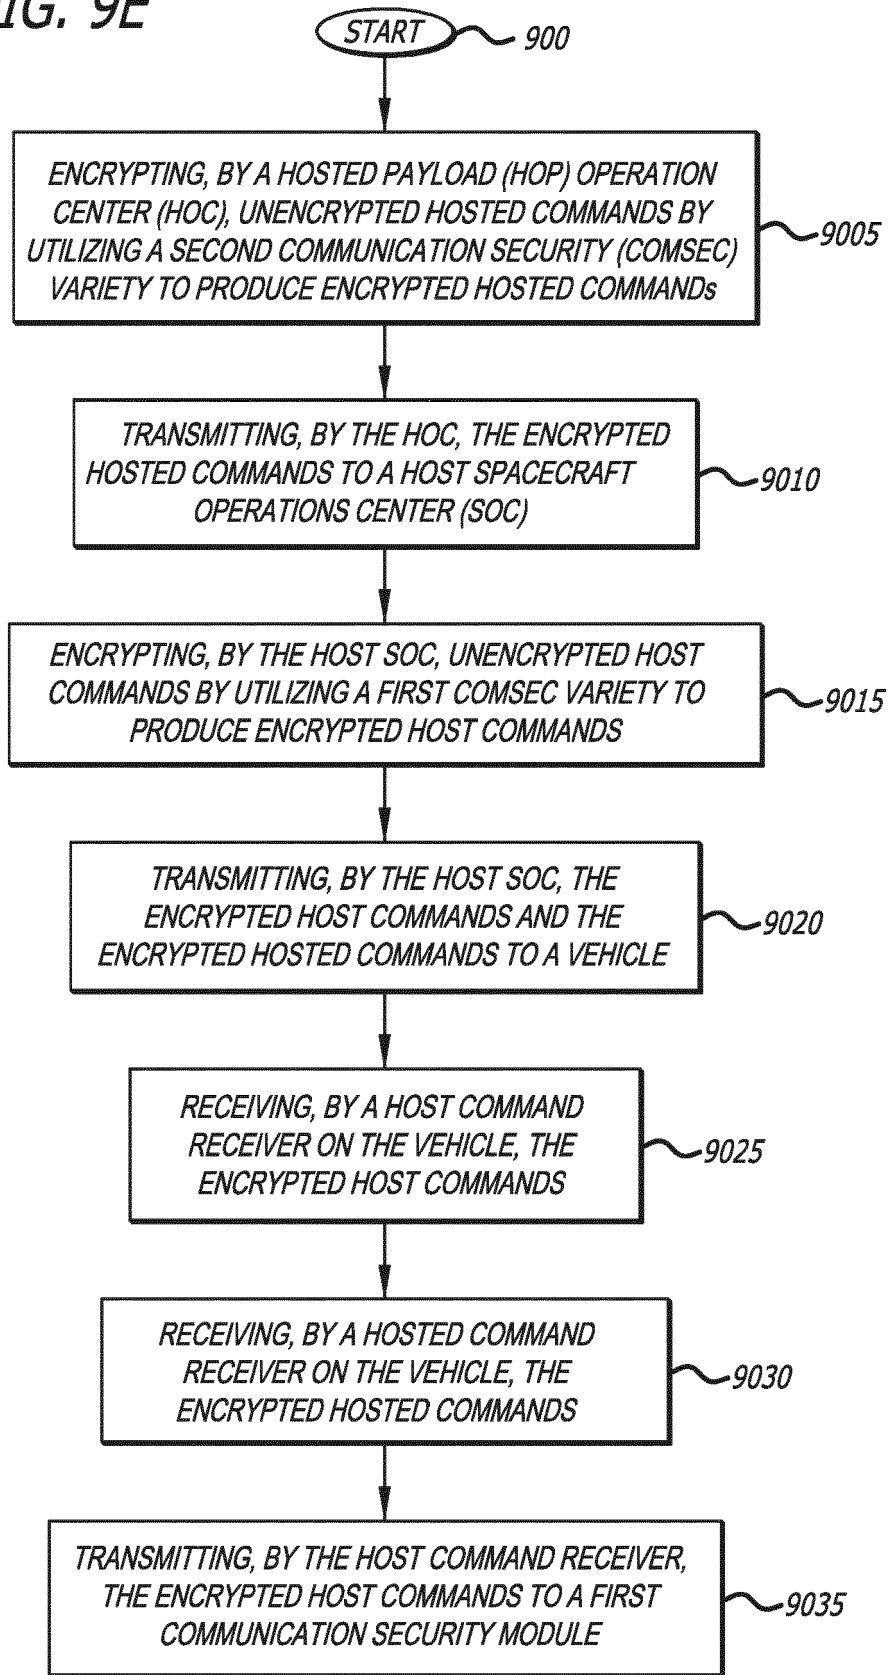 FIG. 9E
START
900
ENCRYPTING, BY A HOSTED PAYLOAD (HOP) OPERATION
CENTER (HOC), UNENCRYPTED HOSTED COMMANDS BY
UTILIZING A SECOND COMMUNICATION SECURITY (COMSEC)
VARIETY TO PRODUCE ENCRYPTED HOSTED COMMANDs
9005
TRANSMITTING, BY THE HOC, THE ENCRYPTED
HOSTED COMMANDS TO A HOST SPACECRAFT
OPERATIONS CENTER (SOC)
9010
ENCRYPTING, BY THE HOST SOC, UNENCRYPTED HOST
COMMANDS BY UTILIZING A FIRST COMSEC VARIETY TO
PRODUCE ENCRYPTED HOST COMMANDS
9015
TRANSMITTING, BY THE HOST SOC, THE
ENCRYPTED HOST COMMANDS AND THE
ENCRYPTED HOSTED COMMANDS TO A VEHICLE
9020
RECEIVING, BY A HOST COMMAND
RECEIVER ON THE VEHICLE, THE
ENCRYPTED HOST COMMANDS
9025
RECEIVING, BY A HOSTED COMMAND
RECEIVER ON THE VEHICLE, THE
ENCRYPTED HOSTED COMMANDS
9030
TRANSMITTING, BY THE HOST COMMAND RECEIVER,
THE ENCRYPTED HOST COMMANDS TO A FIRST
COMMUNICATION SECURITY MODULE
9035